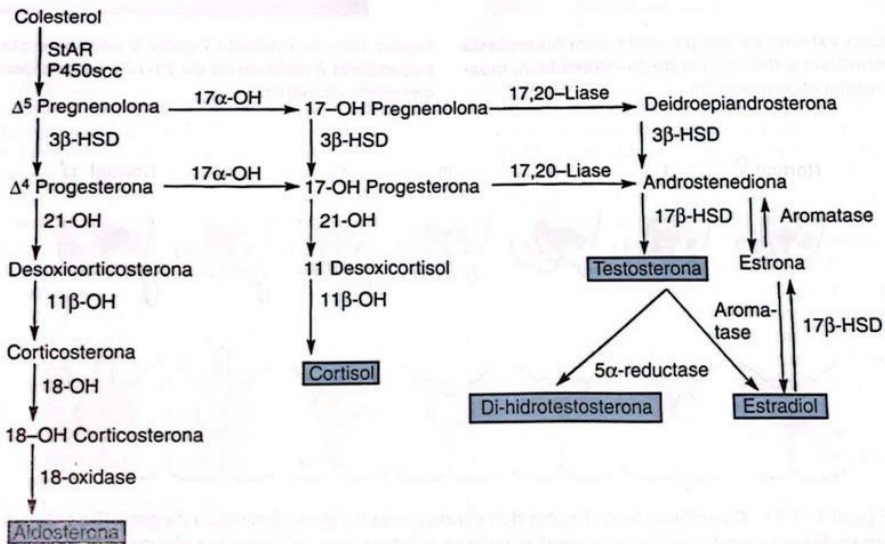 Colesterol
StAR
P450scc
Δ⁵ Pregnenolona 17α-OH 17–OH Pregnenolona 17,20–Liase Deidroepiandrosterona
3β-HSD 3β-HSD 3β-HSD
Δ⁴ Progesterona 17α-OH 17-OH Progesterona 17,20–Liase Androstenediona
21-OH 21-OH 17β-HSD Aromatase
Desoxicorticosterona 11 Desoxicortisol Testosterona Estrona
11β-OH 11β-OH Aroma-
tase 17β-HSD
Corticosterona Cortisol 5α-reductase
18-OH Di-hidrotestosterona Estradiol
18–OH Corticosterona
18-oxidase
Aldosterona